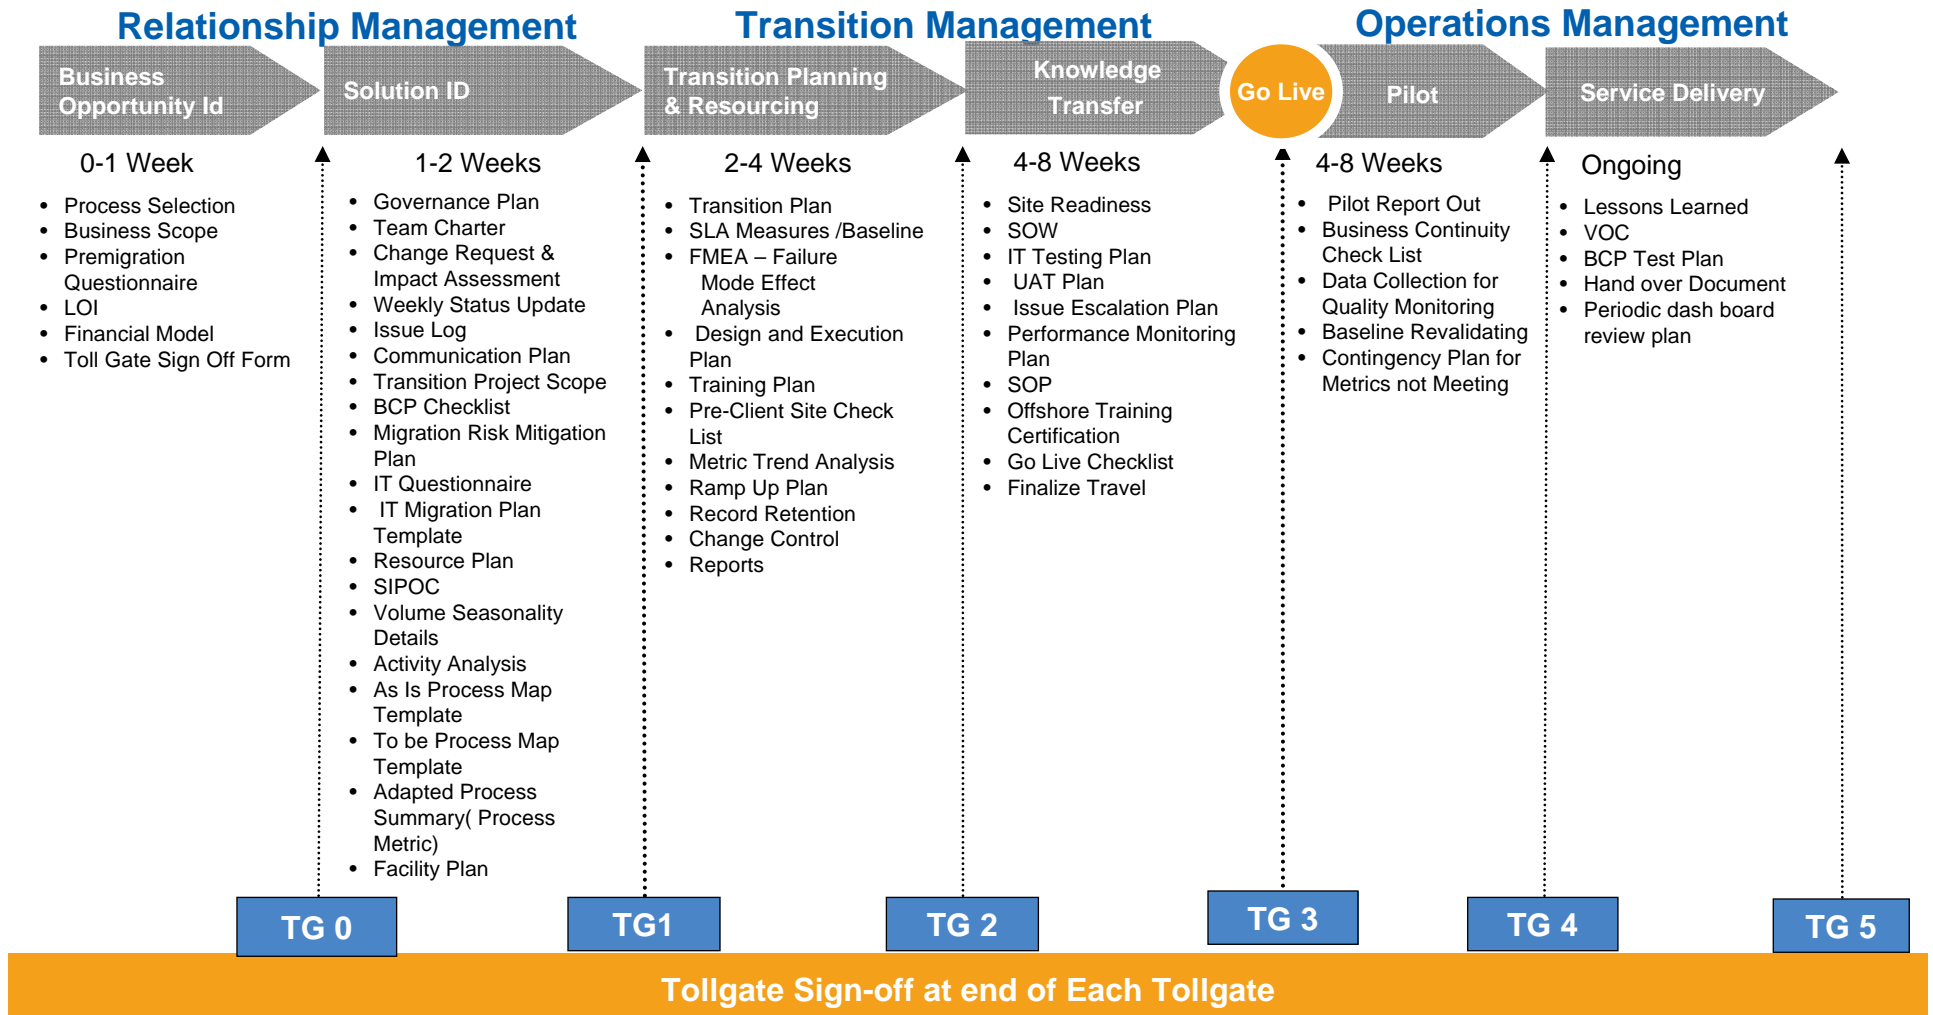 Relationship Management
Transition Management
Operations Management
Business
Opportunity Id
Solution ID
Transition Planning
& Resourcing
Knowledge
Transfer
Go Live
Pilot
Service Delivery
0-1 Week
• Process Selection
• Business Scope
• Premigration
Questionnaire
• LOI
• Financial Model
• Toll Gate Sign Off Form
1-2 Weeks
• Governance Plan
• Team Charter
• Change Request &
Impact Assessment
• Weekly Status Update
• Issue Log
• Communication Plan
• Transition Project Scope
• BCP Checklist
• Migration Risk Mitigation
Plan
• IT Questionnaire
• IT Migration Plan
Template
• Resource Plan
• SIPOC
• Volume Seasonality
Details
• Activity Analysis
• As Is Process Map
Template
• To be Process Map
Template
• Adapted Process
Summary( Process
Metric)
• Facility Plan
2-4 Weeks
• Transition Plan
• SLA Measures /Baseline
• FMEA – Failure
Mode Effect
Analysis
• Design and Execution
Plan
• Training Plan
• Pre-Client Site Check
List
• Metric Trend Analysis
• Ramp Up Plan
• Record Retention
• Change Control
• Reports
4-8 Weeks
• Site Readiness
• SOW
• IT Testing Plan
• UAT Plan
• Issue Escalation Plan
• Performance Monitoring
Plan
• SOP
• Offshore Training
Certification
• Go Live Checklist
• Finalize Travel
4-8 Weeks
• Pilot Report Out
• Business Continuity
Check List
• Data Collection for
Quality Monitoring
• Baseline Revalidating
• Contingency Plan for
Metrics not Meeting
Ongoing
• Lessons Learned
• VOC
• BCP Test Plan
• Hand over Document
• Periodic dash board
review plan
TG 0
TG1
TG 2
TG 3
TG 4
TG 5
Tollgate Sign-off at end of Each Tollgate